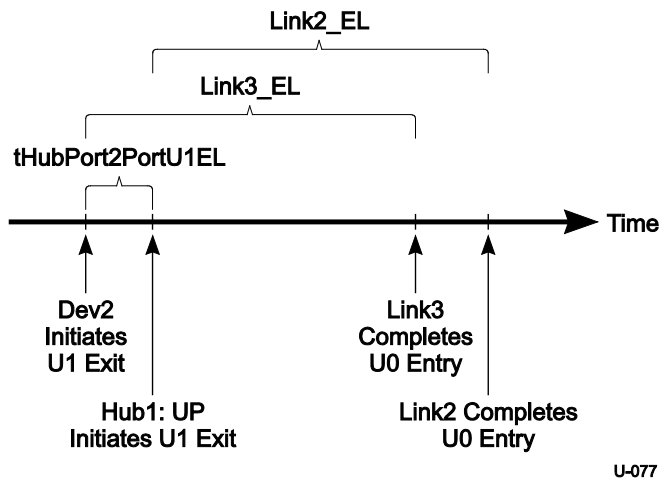 Link2_EL
Link3_EL
tHubPort2PortU1EL
Time
Dev2
Initiates
U1 Exit
Link3
Completes
U0 Entry
Hub1: UP
Initiates U1 Exit
Link2 Completes
U0 Entry
U-077